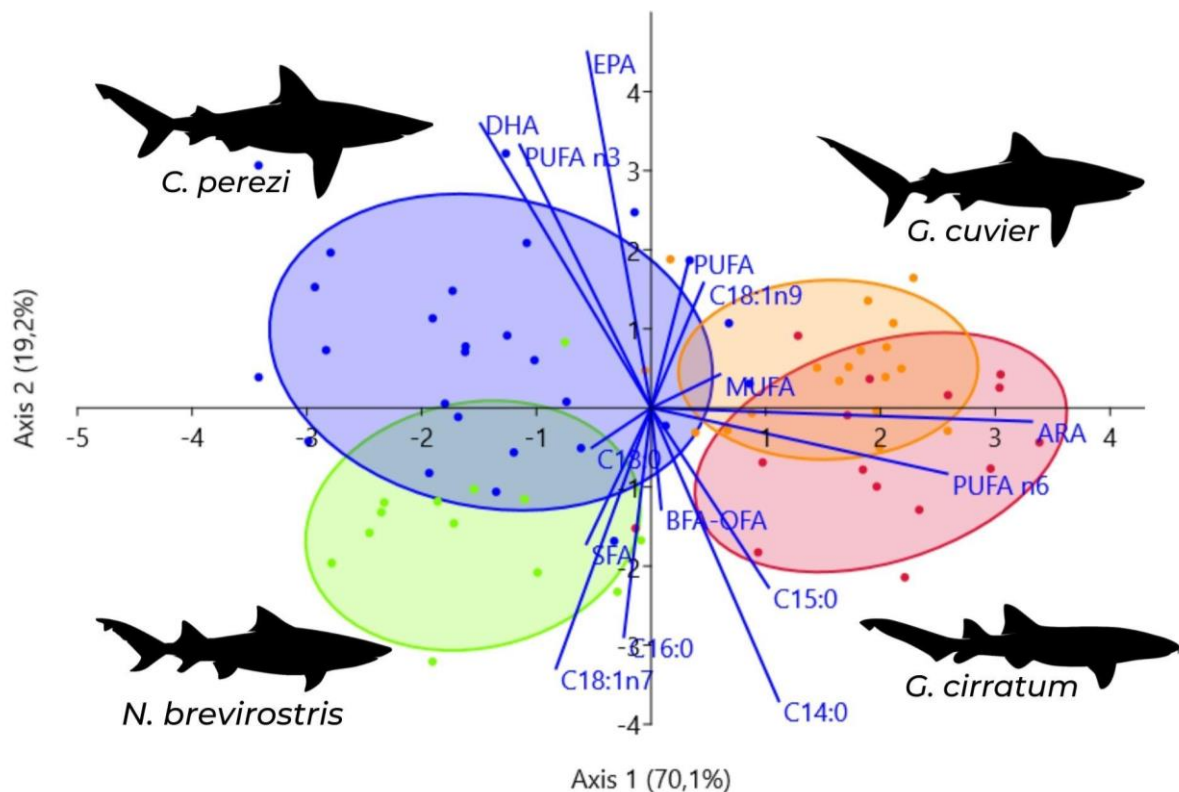 EPA
4
DHA
PUFA n3
3
C. perezi
G. cuvier
2
PUFA
C18:1n9
1
MUFA
Axis 2 (19,2%)
-5
-4
-3
-2
-1
1
2
3
4
ARA
C18:0
-1
PUFA n6
BFA-OFA
SFA
-2
C15:0
-3
C16:0
C18:1n7
G. cirratum
N. brevirostris
C14:0
-4
Axis 1 (70,1%)